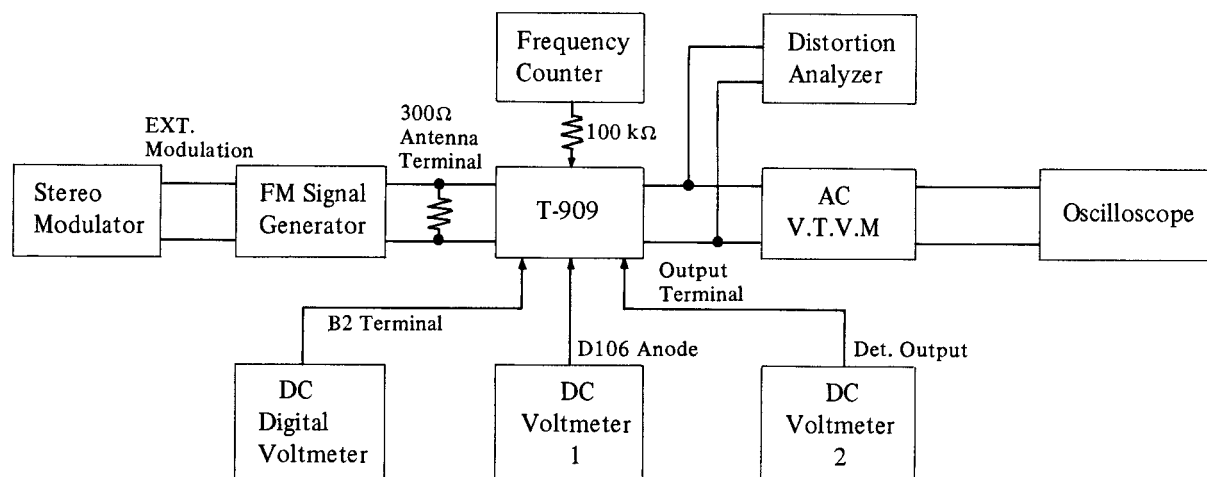 Frequency
Counter
Distortion
Analyzer
300Ω
Antenna
Terminal
100 kΩ
EXT.
Modulation
Stereo
Modulator
FM Signal
Generator
T-909
AC
V.T.V.M
Oscilloscope
Output
Terminal
B2 Terminal
D106 Anode
Det. Output
DC
Digital
Voltmeter
DC
Voltmeter
1
DC
Voltmeter
2